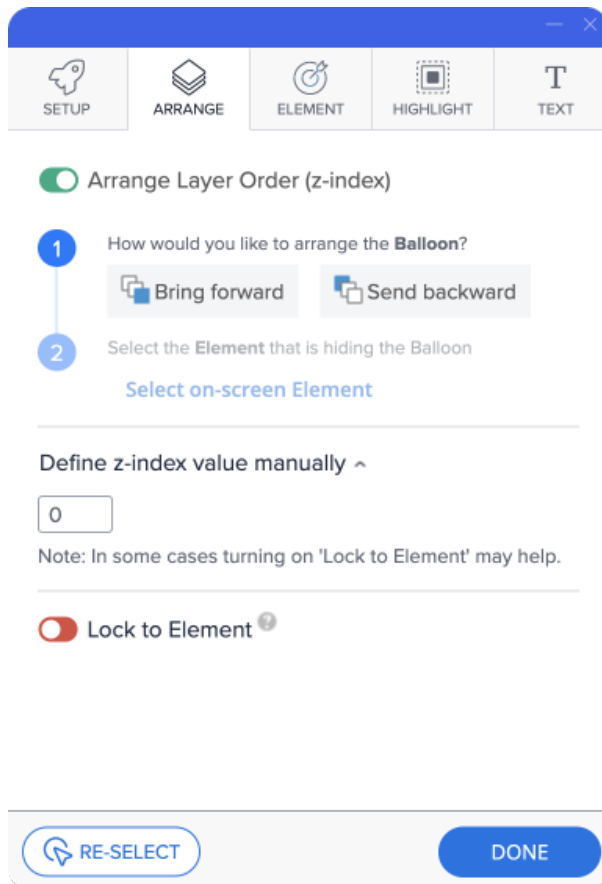 SETUP
ARRANGE
ELEMENT
HIGHLIGHT
T
TEXT
Arrange Layer Order (z-index)
1
How would you like to arrange the Balloon?
Bring forward
Send backward
2
Select the Element that is hiding the Balloon
Select on-screen Element
Define z-index value manually
0
Note: In some cases turning on 'Lock to Element' may help.
Lock to Element ?
RE-SELECT
DONE